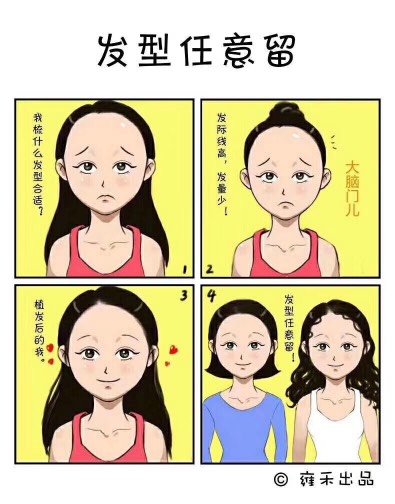 发型任意留
我梳什么发型合适？
1
发际线高，发量少！
大脑门儿
2
植发后的我。
3
4
发型任意留！
© 雍禾出品